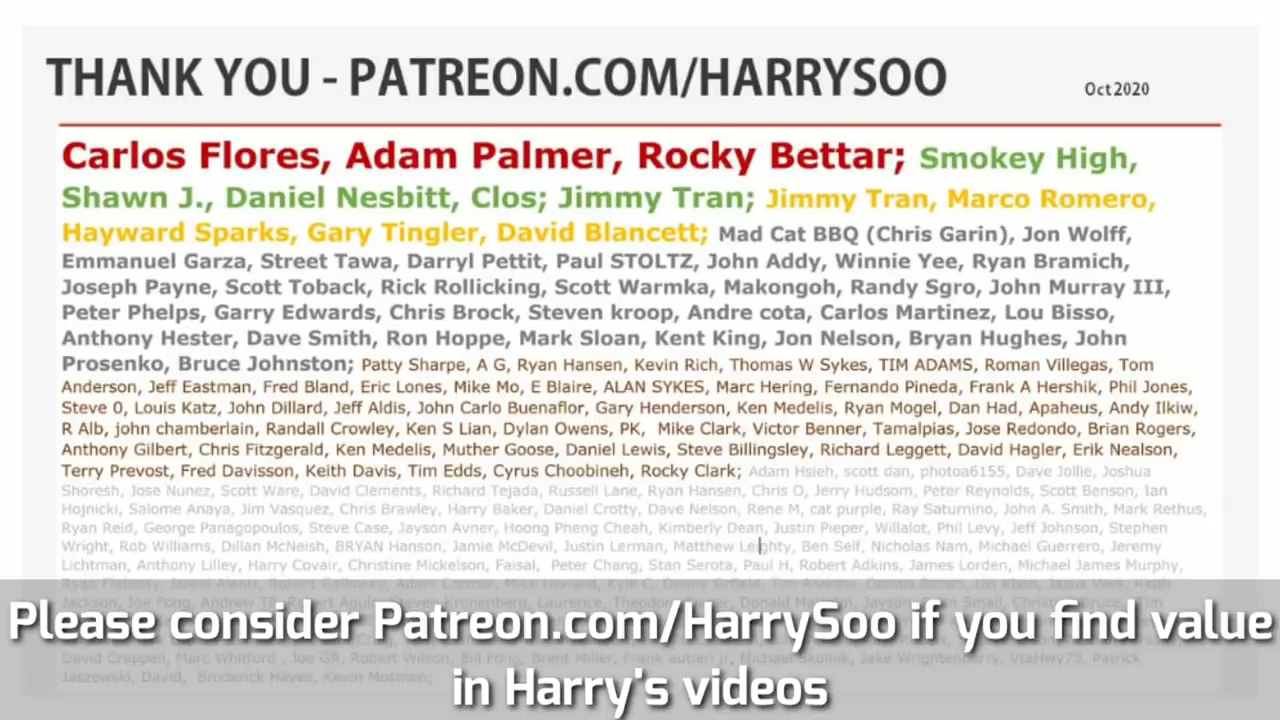 THANK YOU - PATREON.COM/HARRYSOO
Oct 2020
Carlos Flores, Adam Palmer, Rocky Bettar; Smokey High,
Shawn J., Daniel Nesbitt, Clos; Jimmy Tran; Jimmy Tran, Marco Romero,
Hayward Sparks, Gary Tingler, David Blancett; Mad Cat BBQ (Chris Garin), Jon Wolff,
Emmanuel Garza, Street Tawa, Darryl Pettit, Paul STOLTZ, John Addy, Winnie Yee, Ryan Bramich,
Joseph Payne, Scott Toback, Rick Rollicking, Scott Warmka, Makongoh, Randy Sgro, John Murray III,
Peter Phelps, Garry Edwards, Chris Brock, Steven kroop, Andre cota, Carlos Martinez, Lou Bisso,
Anthony Hester, Dave Smith, Ron Hoppe, Mark Sloan, Kent King, Jon Nelson, Bryan Hughes, John
Prosenko, Bruce Johnston; Patty Sharpe, A G, Ryan Hansen, Kevin Rich, Thomas W Sykes, TIM ADAMS, Roman Villegas, Tom
Anderson, Jeff Eastman, Fred Bland, Eric Lones, Mike Mo, E Blaire, ALAN SYKES, Marc Hering, Fernando Pineda, Frank A Hershik, Phil Jones,
Steve 0, Louis Katz, John Dillard, Jeff Aldis, John Carlo Buenaflor, Gary Henderson, Ken Medelis, Ryan Mogel, Dan Had, Apaheus, Andy Ilkiw,
R Alb, john chamberlain, Randall Crowley, Ken S Lian, Dylan Owens, PK, Mike Clark, Victor Benner, Tamalpias, Jose Redondo, Brian Rogers,
Anthony Gilbert, Chris Fitzgerald, Ken Medelis, Muther Goose, Daniel Lewis, Steve Billingsley, Richard Leggett, David Hagler, Erik Nealson,
Terry Prevost, Fred Davisson, Keith Davis, Tim Edds, Cyrus Choobineh, Rocky Clark; Adam Hsieh, scott dan, photoa6155, Dave Jollie, Joshua
Shoresh, Jose Nunez, Scott Ware, David Clements, Richard Tejada, Russell Lane, Ryan Hansen, Chris O, Jerry Hudsom, Peter Reynolds, Scott Benson, Ian
Hojnicki, Salome Anaya, Jim Vasquez, Chris Brawley, Harry Baker, Daniel Crotty, Dave Nelson, Rene M, cat purple, Ray Saturnino, John A. Smith, Mark Rethus,
Ryan Reid, George Panagopoulos, Steve Case, Jayson Avner, Hoong Pheng Cheah, Kimberly Dean, Justin Pieper, Willalot, Phil Levy, Jeff Johnson, Stephen
Wright, Rob Williams, Dillan McNeish, BRYAN Hanson, Jamie McDevil, Justin Lerman, Matthew Leighty, Ben Self, Nicholas Nam, Michael Guerrero, Jeremy
Lichtman, Anthony Lilley, Harry Covair, Christine Mickelson, Faisal, Peter Chang, Stan Serota, Paul H, Robert Adkins, James Lorden, Michael James Murphy,
David Crappell, Marc Whitford , Joe GR, Robert Wilson, Bill Fong, Brent Miller, Frank auberi jr, Michael Skolnik, Jake Wrightenberry, VtaHwy73, Patrick
Jaszewski, David, Broderick Hayes, Kevin Mosmen;
Please consider Patreon.com/HarrySoo if you find value
in Harry's videos